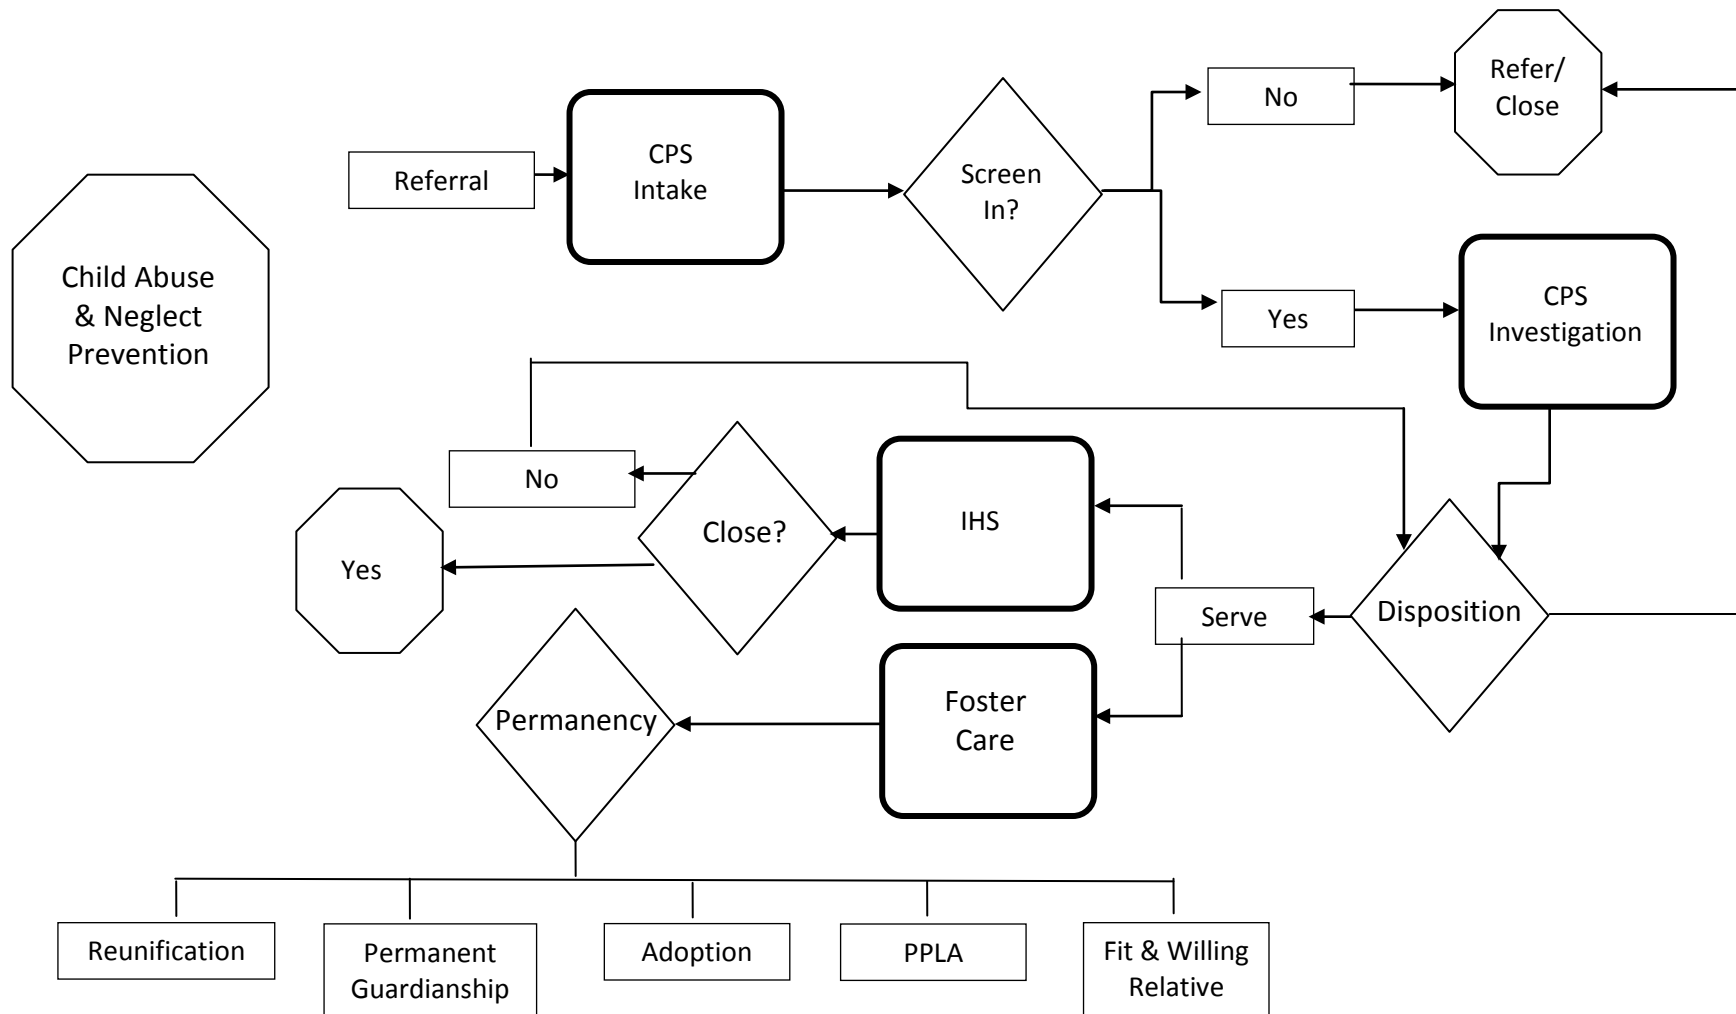 Referral
CPS
Intake
Screen
In?
No
Refer/
Close
Child Abuse
& Neglect
Prevention
Yes
CPS
Investigation
No
Close?
IHS
Yes
Serve
Disposition
Permanency
Foster
Care
Reunification
Permanent
Guardianship
Adoption
PPLA
Fit & Willing
Relative